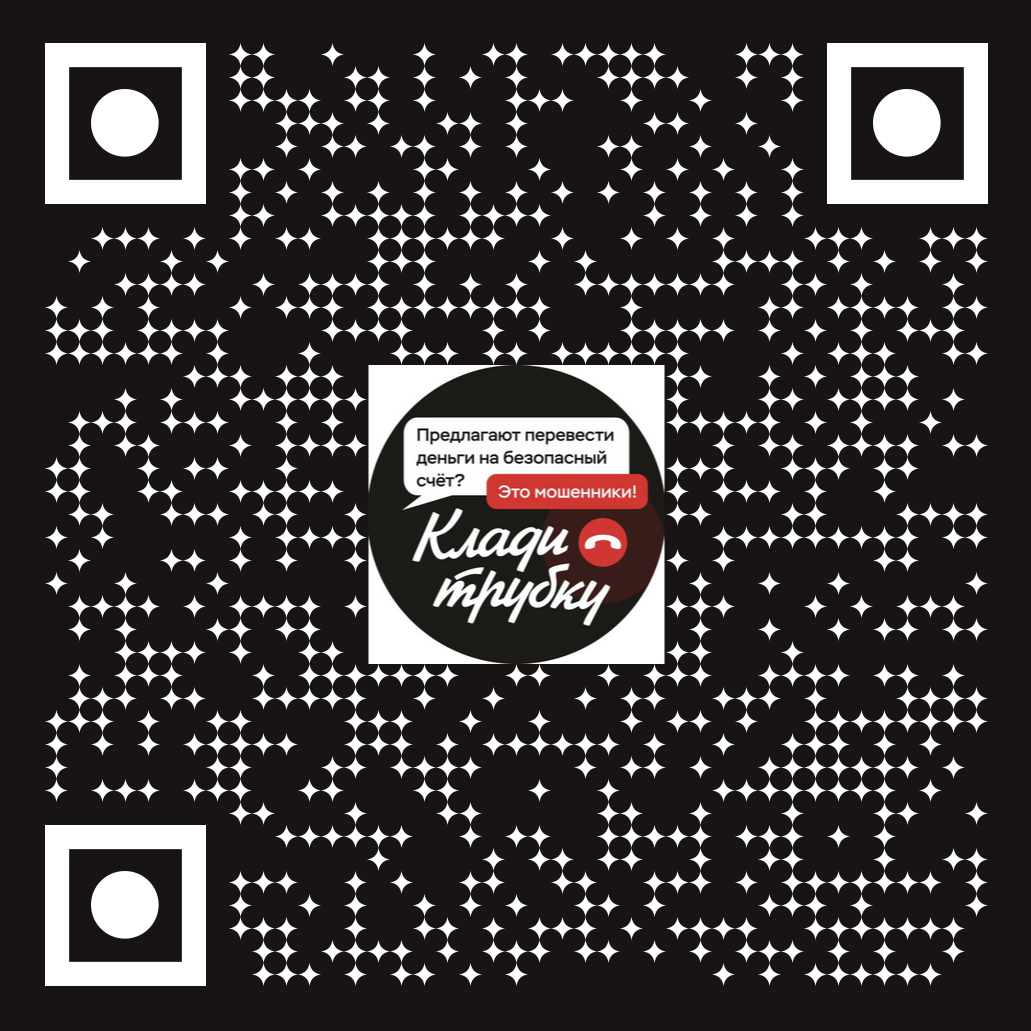 Предлагают перевести
деньги на безопасный
счёт?
Это мошенники!
Клади
трубку